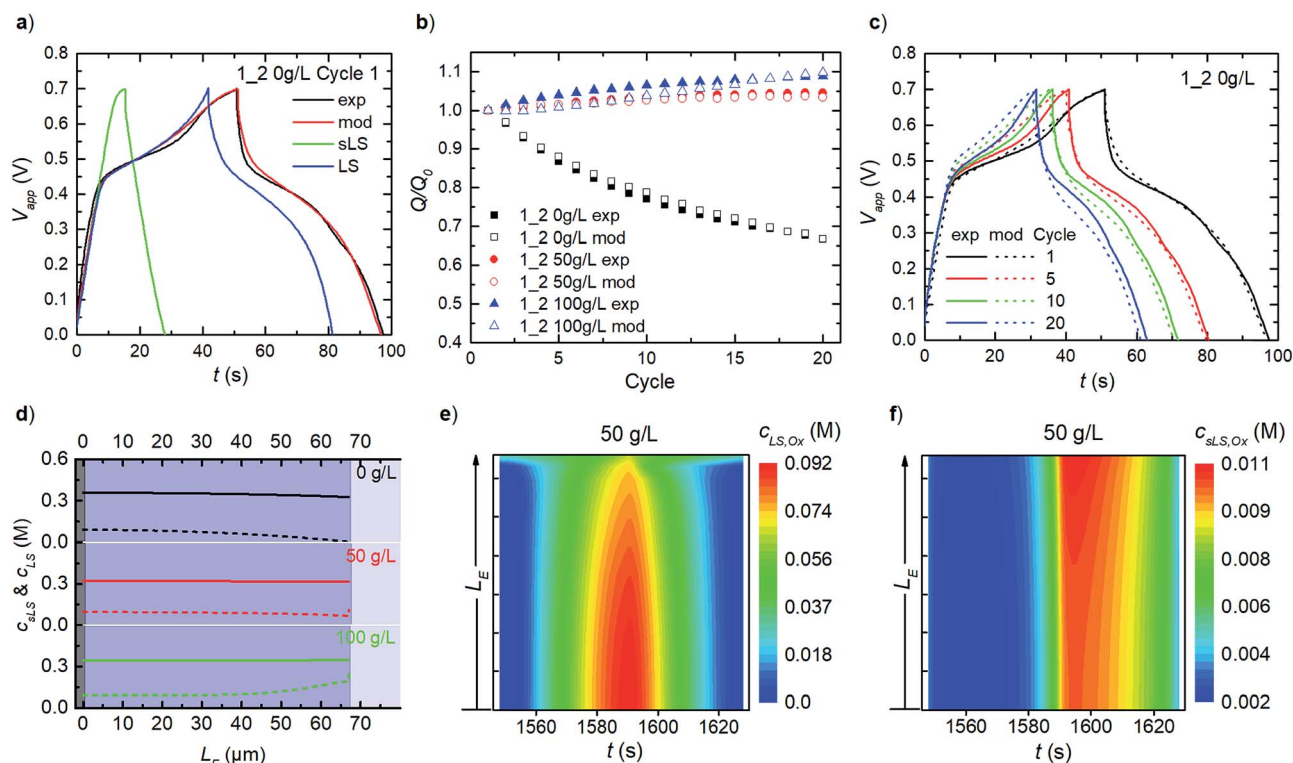 a)
1_2 0g/L Cycle 1
exp
mod
sLS
LS
0.7
0.6
0.5
0.4
0.3
0.2
0.1
0.0
V_app (V)
0 20 40 60 80 100
t (s)
b)
1.1
1.0
0.9
0.8
0.7
0.6
0.5
0.4
Q/Q_0
1_2 0g/L exp
1_2 0g/L mod
1_2 50g/L exp
1_2 50g/L mod
1_2 100g/L exp
1_2 100g/L mod
0 5 10 15 20
Cycle
c)
1_2 0g/L
0.8
0.7
0.6
0.5
0.4
0.3
0.2
0.1
0.0
V_app (V)
exp mod Cycle
1
5
10
20
0 20 40 60 80 100
t (s)
d)
0 10 20 30 40 50 60 70
0.6
0.3
0.0
0.3
0.0
0.3
0.0
c_sLS & c_LS (M)
0 g/L
50 g/L
100 g/L
0 10 20 30 40 50 60 70
L_E (µm)
e)
50 g/L
c_LS,Ox (M)
L_E
0.092
0.074
0.056
0.037
0.018
0.0
1560 1580 1600 1620
t (s)
f)
50 g/L
c_sLS,Ox (M)
L_E
0.011
0.009
0.008
0.006
0.004
0.002
1560 1580 1600 1620
t (s)